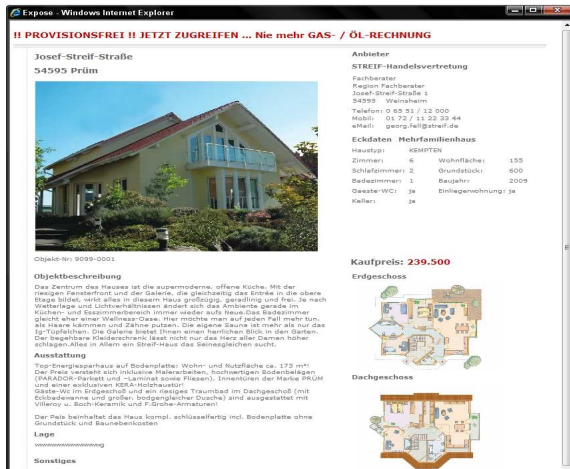 Expose - Windows Internet Explorer
!! PROVISIONSFREI !! JETZT ZUGREIFEN ... Nie mehr GAS- / ÖL-RECHNUNG
Josef-Streif-Straße
54595 Prüm
Objekt-Nr: 9099-0001
Objektbeschreibung
Das Zentrum des Hauses ist die supermoderne, offene Küche. Mit der
riesigen Fensterfront und der Galerie, die gleichzeitig das Entrée in die obere
Etage bildet, wirkt alles in diesem Haus großzügig, geradlinig und frei. Je nach
Wetterlage und Lichtverhältnissen ändert sich das Ambiente gerade im
Küchen- und Esszimmerbereich immer wieder aufs Neue.Das Badezimmer
gleicht eher einer Wellness-Oase. Hier möchte man auf jeden Fall mehr tun,
als Haare kämmen und Zähne putzen. Die eigene Sauna ist mehr als nur das
Ig-Tüpfelchen. Die Galerie bietet Ihnen einen herrlichen Blick in den Garten.
Der begehbare Kleiderschrank lässt nicht nur das Herz aller Damen höher
schlagen.Alles in Allem ein Streif-Haus das Seinesgleichen sucht.
Ausstattung
Top-Energiesparhaus auf Bodenplatte: Wohn- und Nutzfläche ca. 173 m²!
Der Preis versteht sich inklusive Malerarbeiten, hochwertigen Bodenbelägen
(PARADOR-Parkett und -Laminat sowie Fliesen), Innentüren der Marke PRÜM
und einer exklusiven KERA-Holzhaustür!
Gäste-Wc im Erdgeschoß und ein riesiges Traumbad im Dachgeschoß (mit
Eckbadewanne und großer, bodengleicher Dusche) sind ausgestattet mit
Villeroy u. Boch-Keramik und F.Grohe-Armaturen!
Der Peis beinhaltet das Haus kompl. schlüsselfertig incl. Bodenplatte ohne
Grundstück und Baunebenkosten
Lage
Sonstiges
Anbieter
STREIF-Handelsvertretung
Fachberater
Region Fachberater
Josef-Streif-Straße 1
54595 Weinsheim
Telefon: 0 65 51 / 12 000
Mobil: 01 72 / 11 22 33 44
eMail: georg.fell@streif.de
Eckdaten Mehrfamilienhaus
Haustyp: KEMPTEN
Zimmer: 6 Wohnfläche: 155
Schlafzimmer: 2 Grundstück: 600
Badezimmer: 1 Baujahr: 2009
Gaeste-WC: ja Einliegerwohnung: ja
Keller: ja
Kaufpreis: 239.500
Erdgeschoss
Dachgeschoss